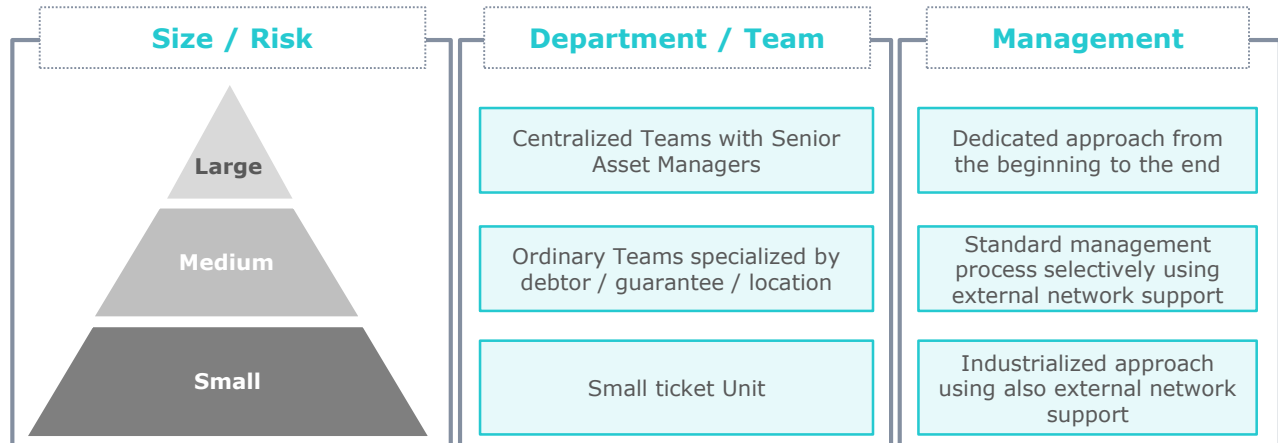 Size / Risk
Department / Team
Management
Large
Centralized Teams with Senior
Asset Managers
Dedicated approach from
the beginning to the end
Medium
Ordinary Teams specialized by
debtor / guarantee / location
Standard management
process selectively using
external network support
Small
Small ticket Unit
Industrialized approach
using also external network
support